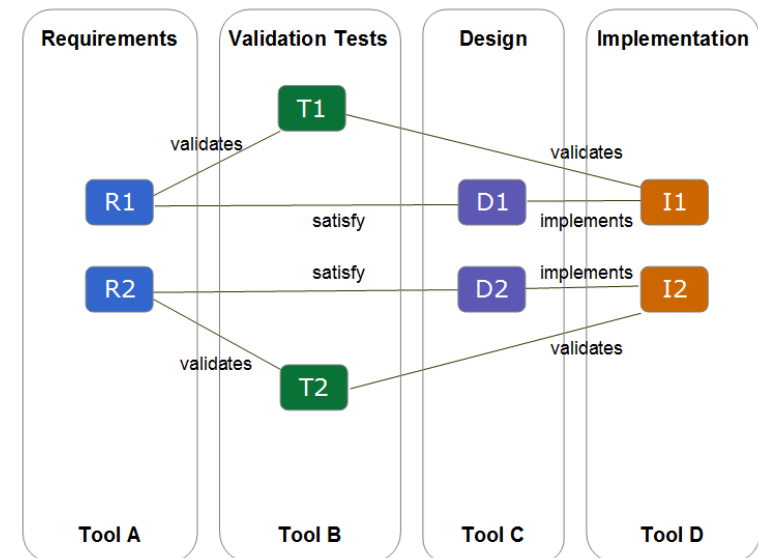 Requirements
Validation Tests
Design
Implementation
T1
validates
validates
R1
D1
I1
satisfy
implements
satisfy
implements
R2
D2
I2
validates
validates
T2
Tool A
Tool B
Tool C
Tool D